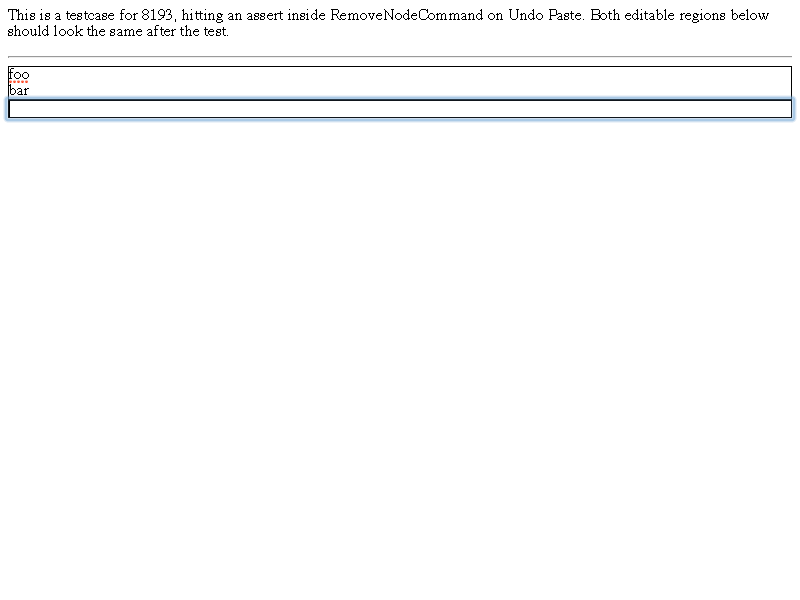 This is a testcase for 8193, hitting an assert inside RemoveNodeCommand on Undo Paste. Both editable regions below
should look the same after the test.
foo
bar